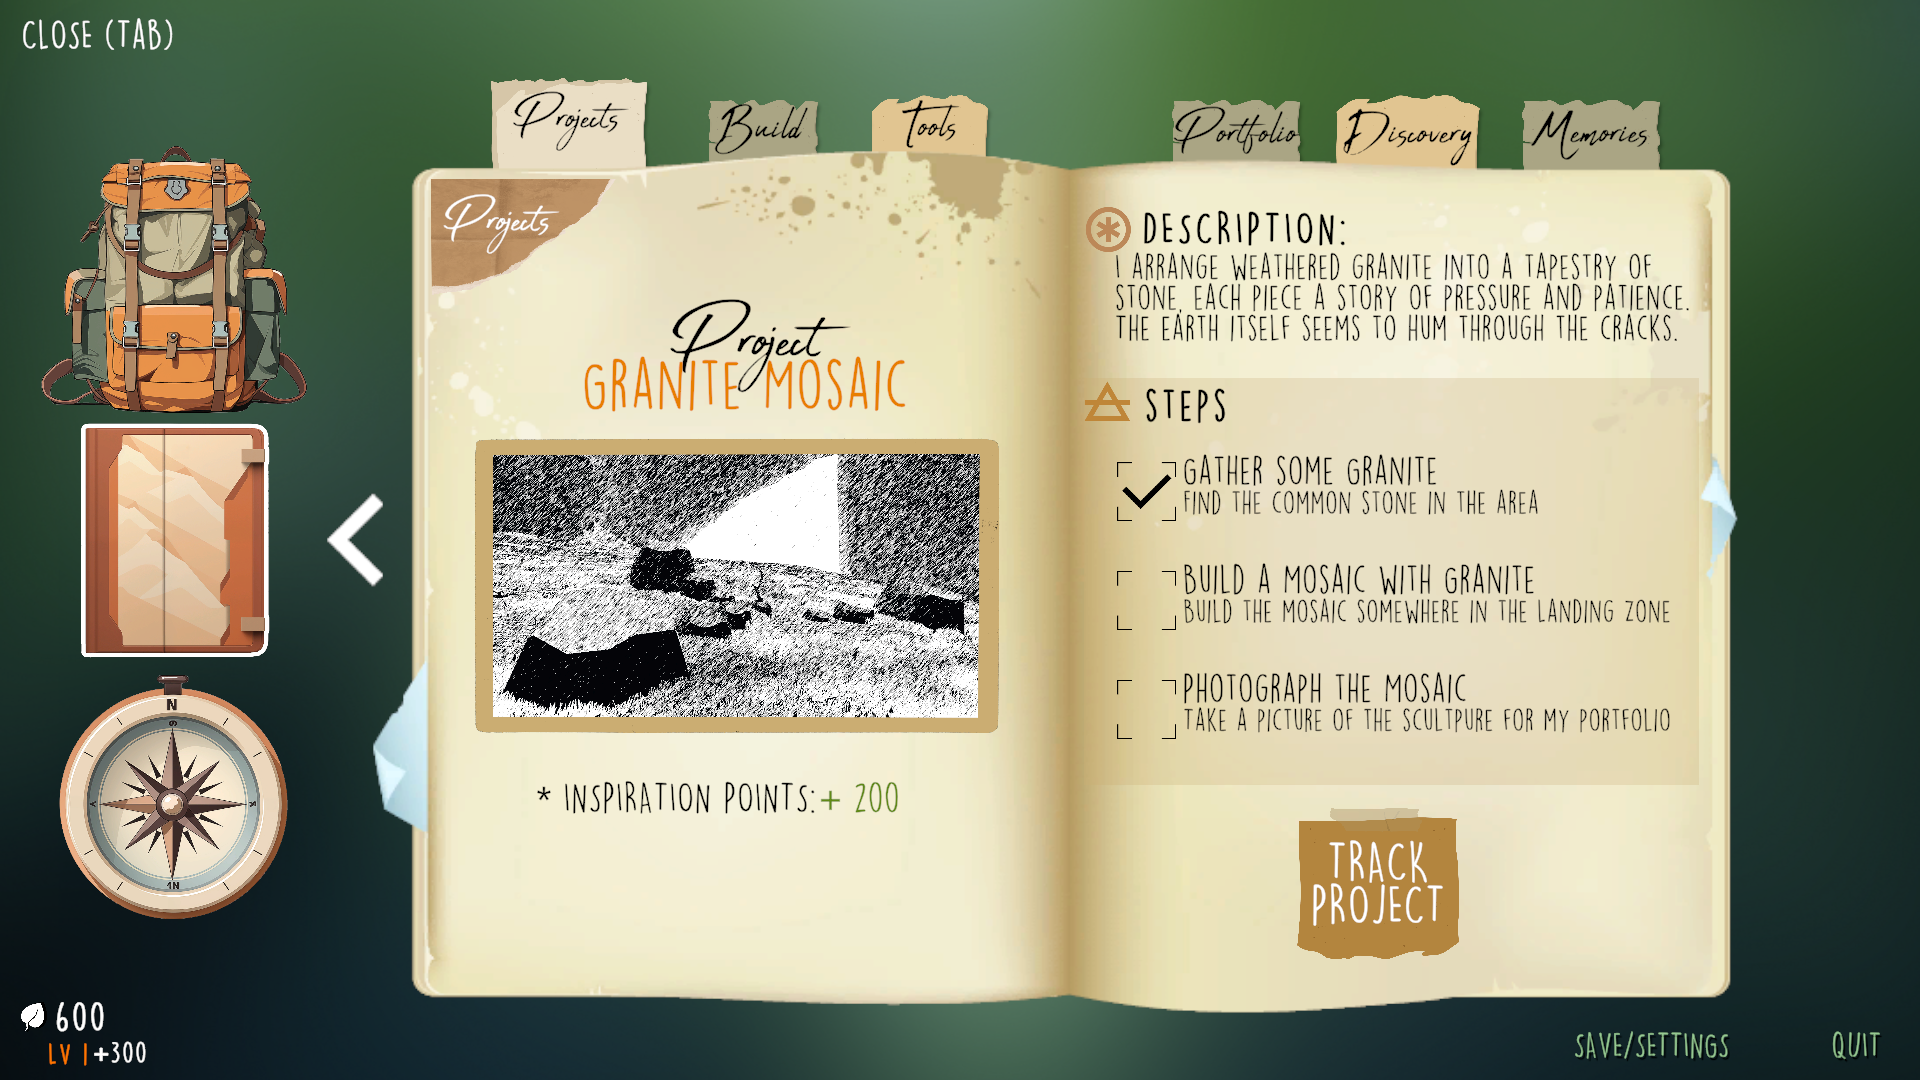 CLOSE (TAB)
Projects
Build
Tools
Portfolio
Discovery
Memories
Projects
Project
GRANITE MOSAIC
* INSPIRATION POINTS: + 200
DESCRIPTION:
I ARRANGE WEATHERED GRANITE INTO A TAPESTRY OF
STONE, EACH PIECE A STORY OF PRESSURE AND PATIENCE.
THE EARTH ITSELF SEEMS TO HUM THROUGH THE CRACKS.
STEPS
GATHER SOME GRANITE
FIND THE COMMON STONE IN THE AREA
BUILD A MOSAIC WITH GRANITE
BUILD THE MOSAIC SOMEWHERE IN THE LANDING ZONE
PHOTOGRAPH THE MOSAIC
TAKE A PICTURE OF THE SCULTPURE FOR MY PORTFOLIO
TRACK
PROJECT
N
600
LV 1 +300
SAVE/SETTINGS
QUIT